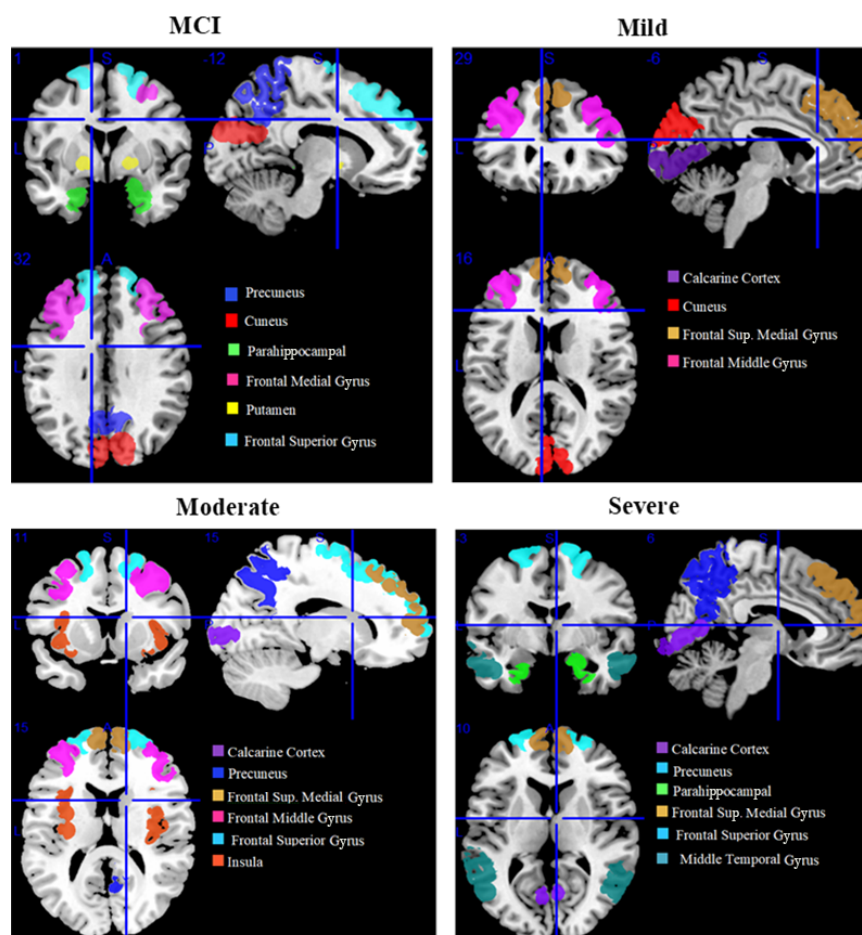 MCI
Mild
1
S
-12
S
L
P
32
A
L
Precuneus
Cuneus
Parahippocampal
Frontal Medial Gyrus
Putamen
Frontal Superior Gyrus
29
S
-6
S
L
16
A
L
Calcarine Cortex
Cuneus
Frontal Sup. Medial Gyrus
Frontal Middle Gyrus
Moderate
Severe
11
S
15
S
15
L
Calcarine Cortex
Precuneus
Frontal Sup. Medial Gyrus
Frontal Middle Gyrus
Frontal Superior Gyrus
Insula
-3
S
6
S
P
10
A
L
Calcarine Cortex
Precuneus
Parahippocampal
Frontal Sup. Medial Gyrus
Frontal Superior Gyrus
Middle Temporal Gyrus